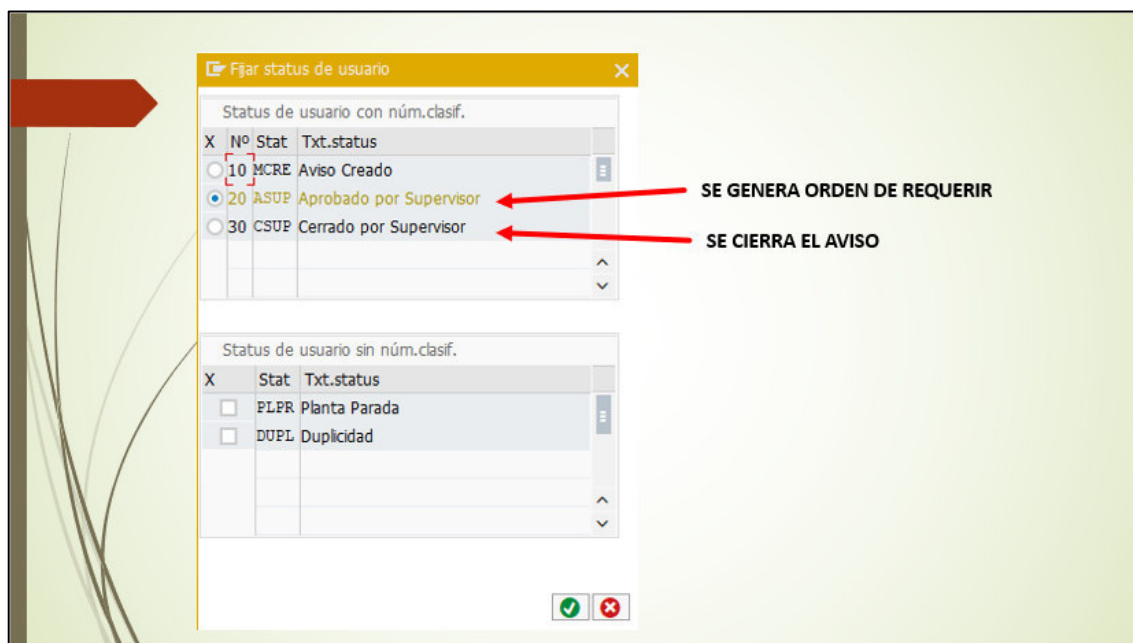 Fijar status de usuario
Status de usuario con núm.clasif.
X Nº Stat Txt.status
10 MCRE Aviso Creado
20 ASUP Aprobado por Supervisor
SE GENERA ORDEN DE REQUERIR
30 CSUP Cerrado por Supervisor
SE CIERRA EL AVISO
Status de usuario sin núm.clasif.
X Stat Txt.status
PLPR Planta Parada
DUPL Duplicidad